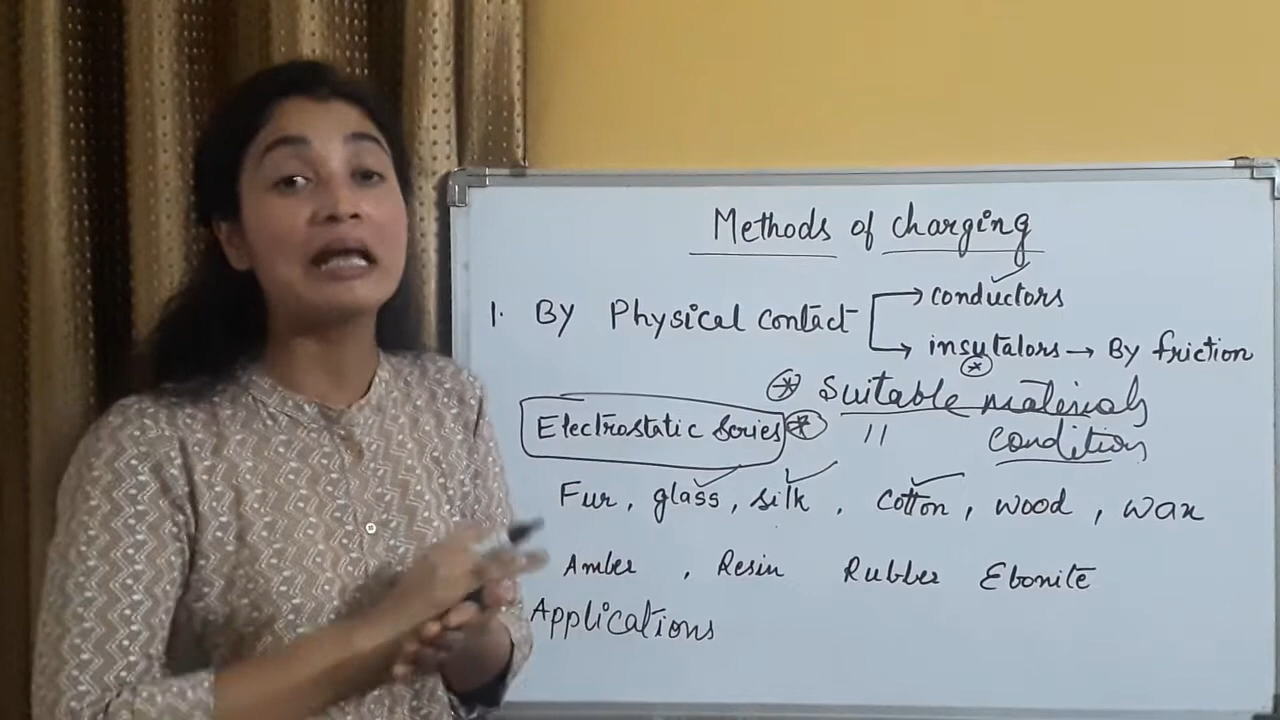 Methods of charging
1. By Physical contact → conductors
→ insulators → By friction
* Suitable materials
Electrostatic Series * " condition
Fur, glass, silk, cotton, wood, wax
Amber, Resin Rubber Ebonite
Applications